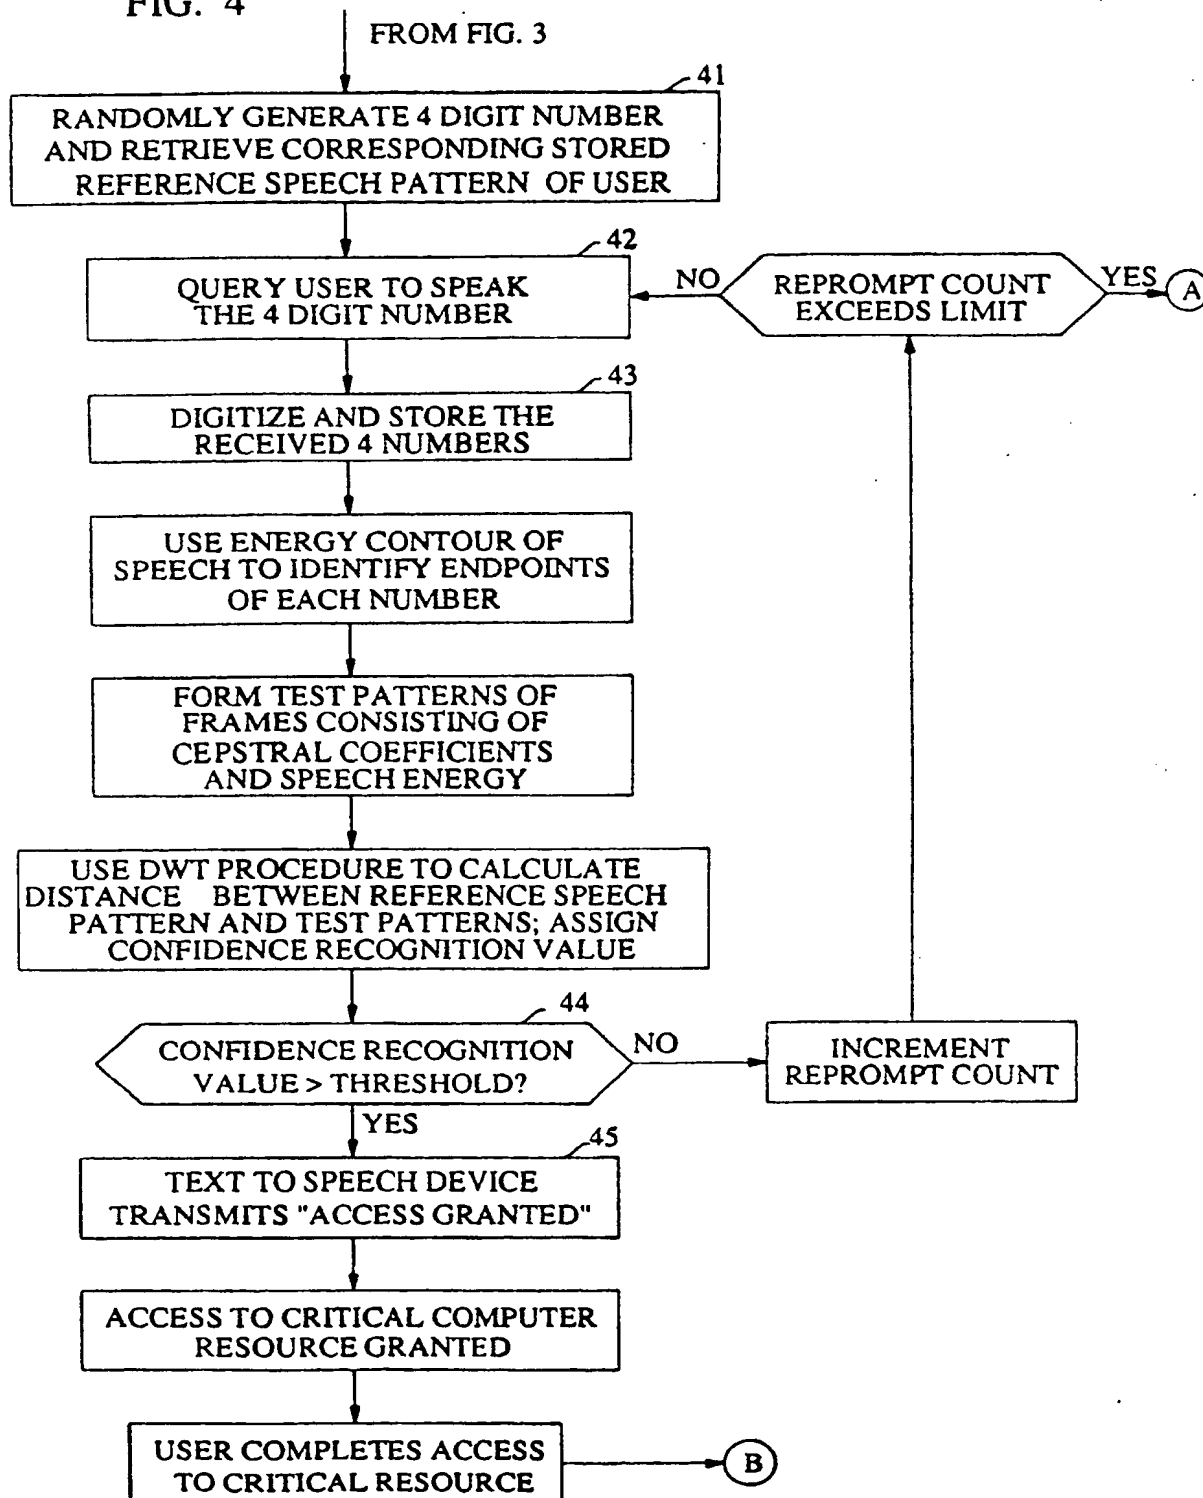 FIG. 4
FROM FIG. 3
41
RANDOMLY GENERATE 4 DIGIT NUMBER
AND RETRIEVE CORRESPONDING STORED
REFERENCE SPEECH PATTERN OF USER
42
QUERY USER TO SPEAK
THE 4 DIGIT NUMBER
NO
REPROMPT COUNT
EXCEEDS LIMIT
YES
A
43
DIGITIZE AND STORE THE
RECEIVED 4 NUMBERS
USE ENERGY CONTOUR OF
SPEECH TO IDENTIFY ENDPOINTS
OF EACH NUMBER
FORM TEST PATTERNS OF
FRAMES CONSISTING OF
CEPSTRAL COEFFICIENTS
AND SPEECH ENERGY
USE DWT PROCEDURE TO CALCULATE
DISTANCE BETWEEN REFERENCE SPEECH
PATTERN AND TEST PATTERNS; ASSIGN
CONFIDENCE RECOGNITION VALUE
44
CONFIDENCE RECOGNITION
VALUE > THRESHOLD?
NO
INCREMENT
REPROMPT COUNT
YES
45
TEXT TO SPEECH DEVICE
TRANSMITS "ACCESS GRANTED"
ACCESS TO CRITICAL COMPUTER
RESOURCE GRANTED
USER COMPLETES ACCESS
TO CRITICAL RESOURCE
B